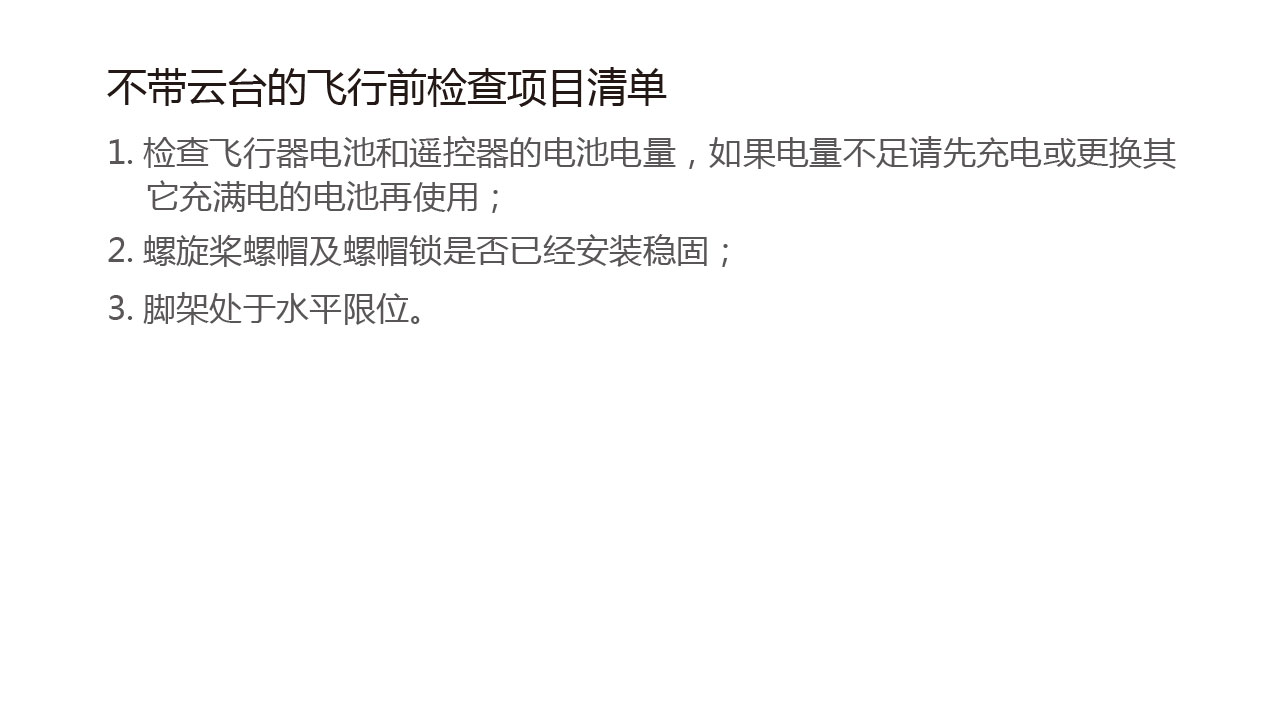 不带云台的飞行前检查项目清单
1. 检查飞行器电池和遥控器的电池电量，如果电量不足请先充电或更换其
它充满电的电池再使用；
2. 螺旋桨螺帽及螺帽锁是否已经安装稳固；
3. 脚架处于水平限位。